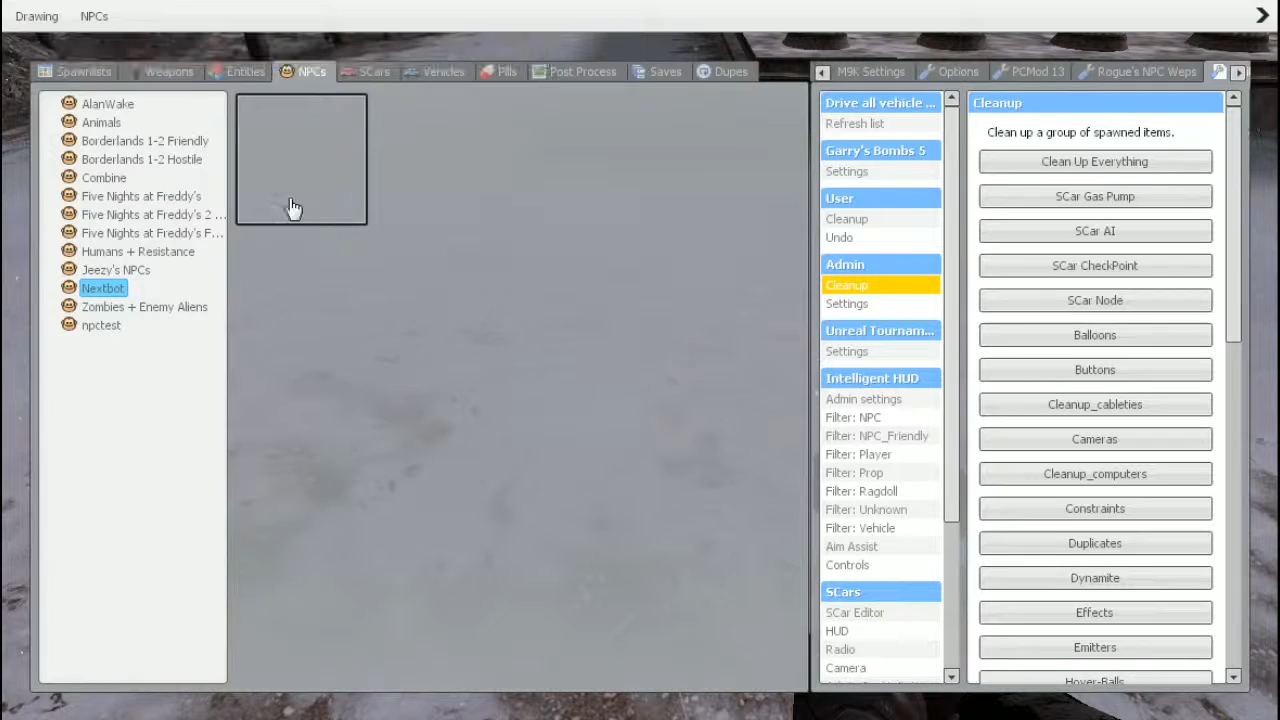 Drawing NPCs
Spawnlists Weapons Entities NPCs SCars Vehicles Pills Post Process Saves Dupes
M9K Settings Options PCMod 13 Rogue's NPC Weps
AlanWake
Animals
Borderlands 1-2 Friendly
Borderlands 1-2 Hostile
Combine
Five Nights at Freddy's
Five Nights at Freddy's 2 ...
Five Nights at Freddy's F...
Humans + Resistance
Jeezy's NPCs
Nextbot
Zombies + Enemy Aliens
npctest
Drive all vehicle ...
Refresh list
Garry's Bombs 5
Settings
User
Cleanup
Undo
Admin
Cleanup
Settings
Unreal Tournam...
Settings
Intelligent HUD
Admin settings
Filter: NPC
Filter: NPC_Friendly
Filter: Player
Filter: Prop
Filter: Ragdoll
Filter: Unknown
Filter: Vehicle
Aim Assist
Controls
SCars
SCar Editor
HUD
Radio
Camera
Cleanup
Clean up a group of spawned items.
Clean Up Everything
SCar Gas Pump
SCar AI
SCar CheckPoint
SCar Node
Balloons
Buttons
Cleanup_cableties
Cameras
Cleanup_computers
Constraints
Duplicates
Dynamite
Effects
Emitters
Hover-Balls